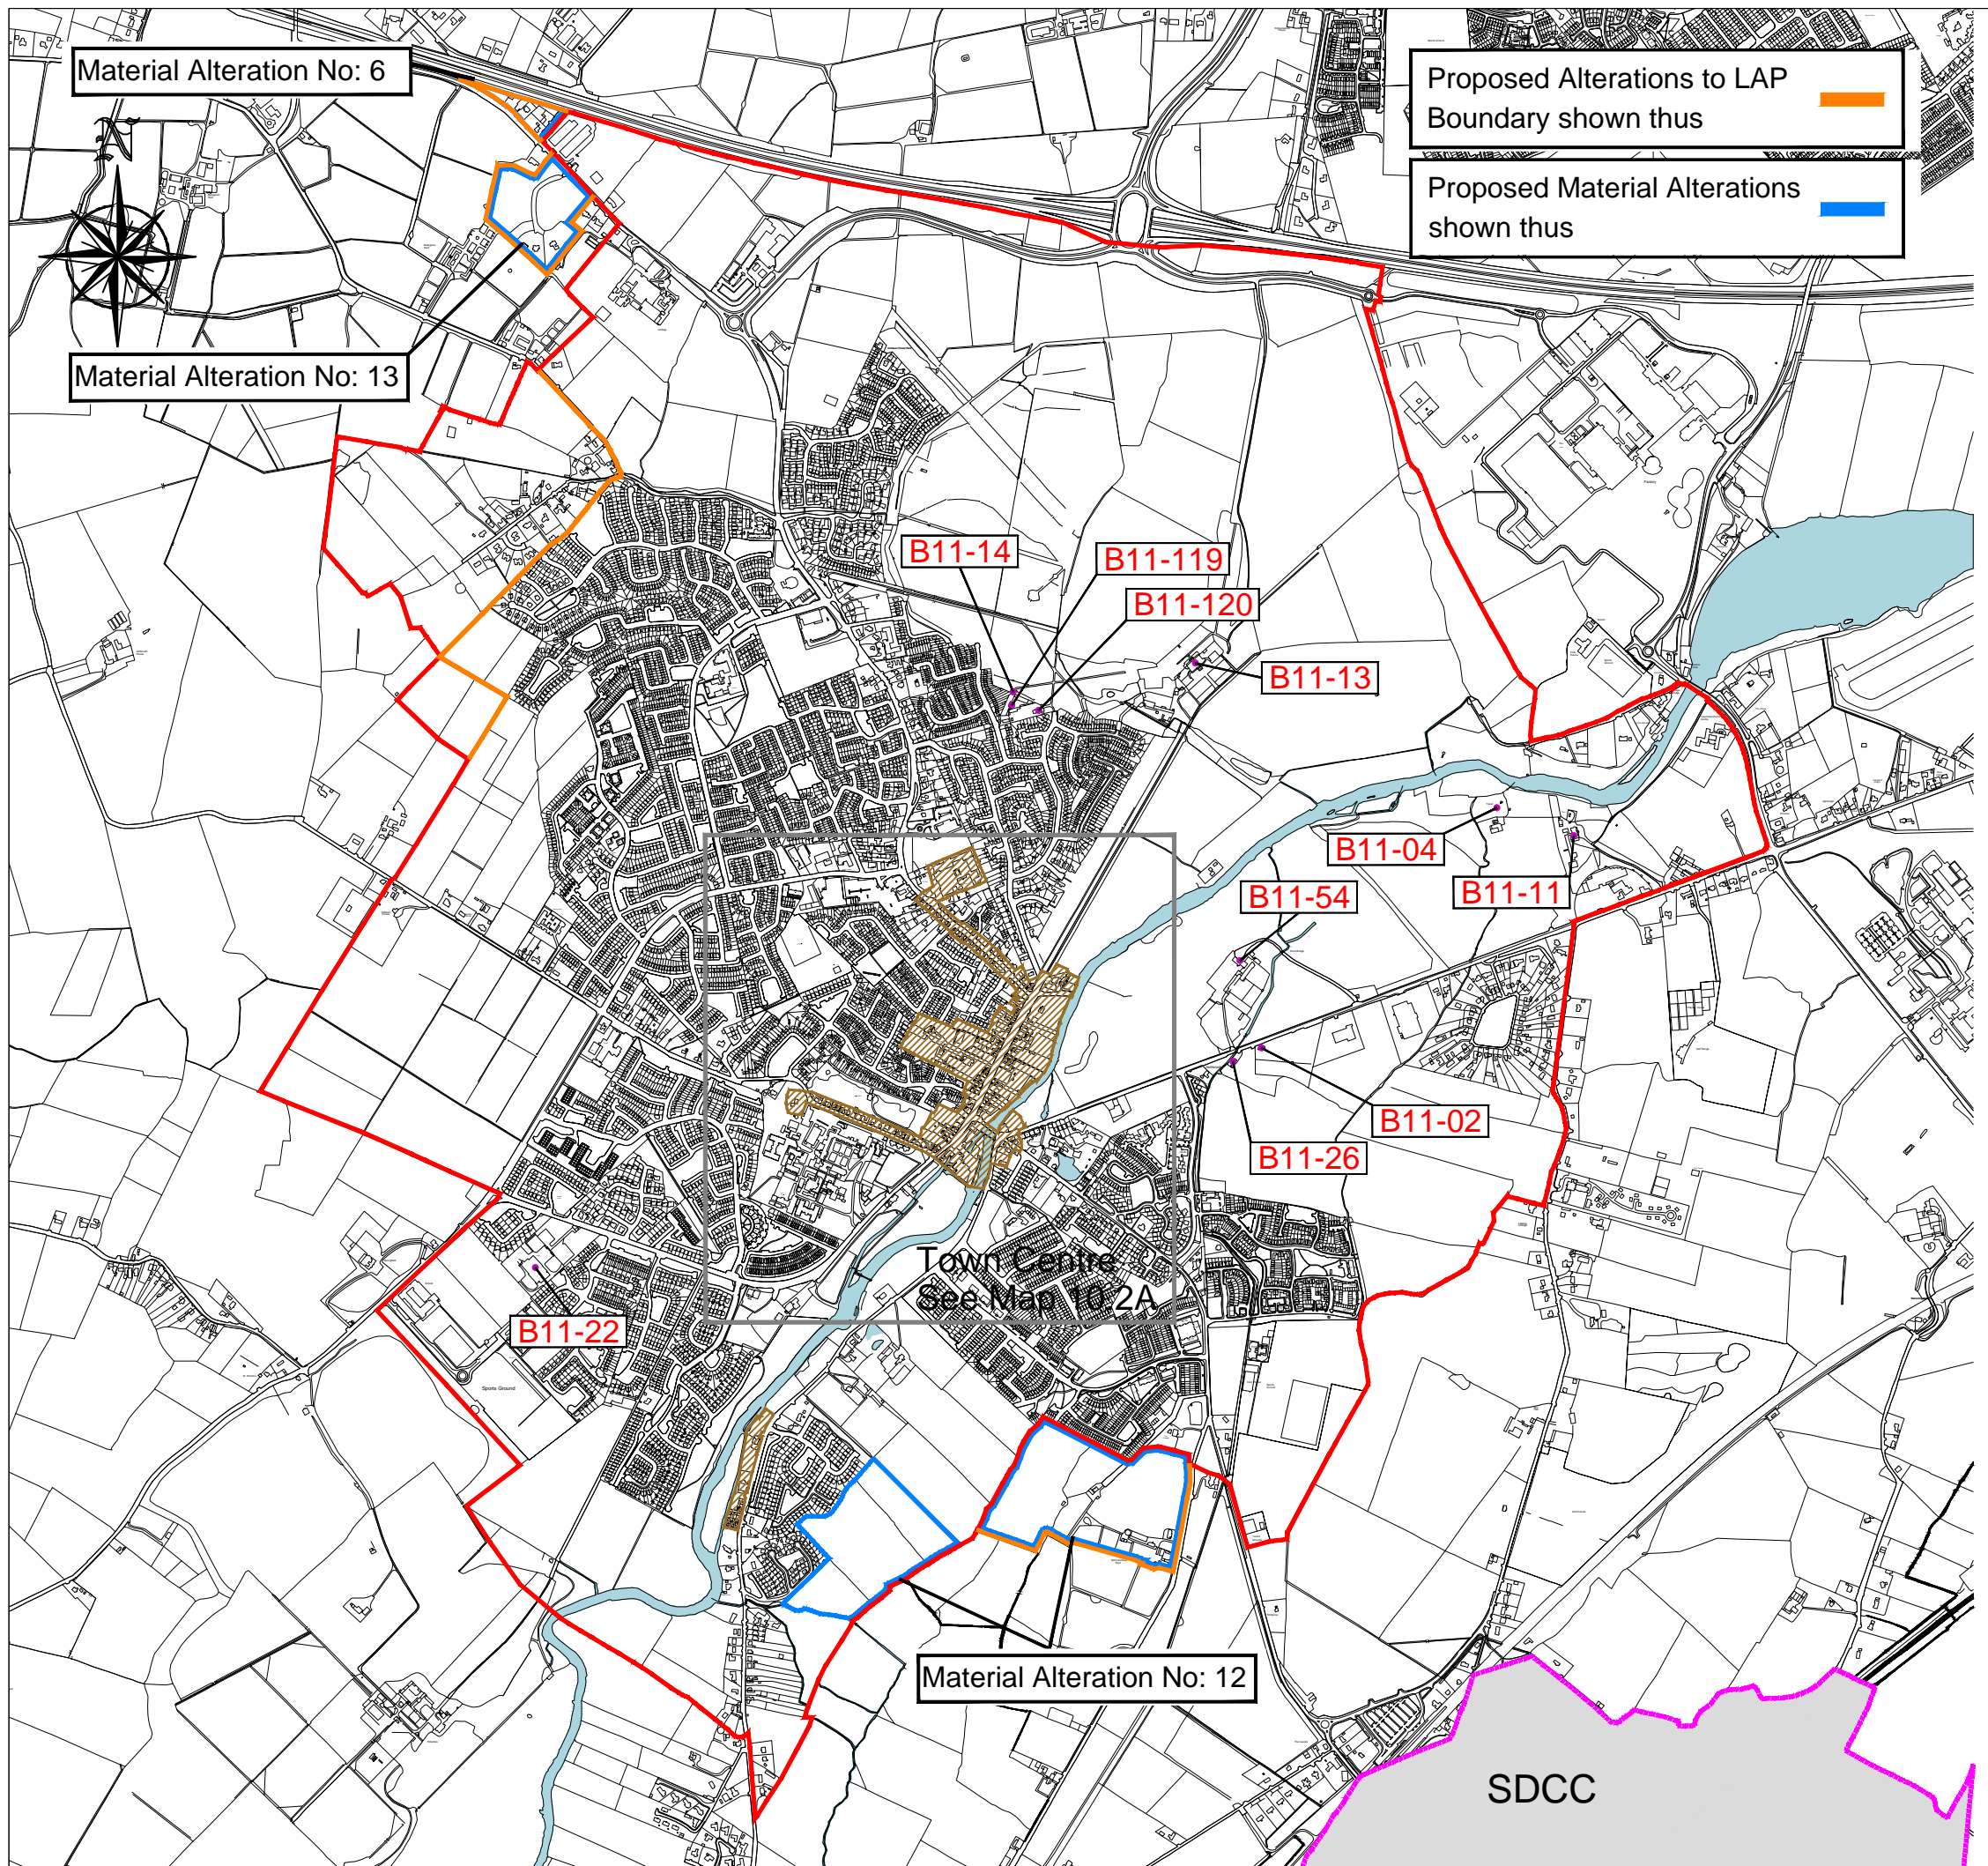 Material Alteration No: 6
Proposed Alterations to LAP
Boundary shown thus
Proposed Material Alterations
shown thus
Material Alteration No: 13
B11-14
B11-119
B11-120
B11-13
B11-04
B11-11
B11-54
B11-02
B11-26
Town Centre
See Map 10.2A
B11-22
Spots Ground
Material Alteration No: 12
SDCC